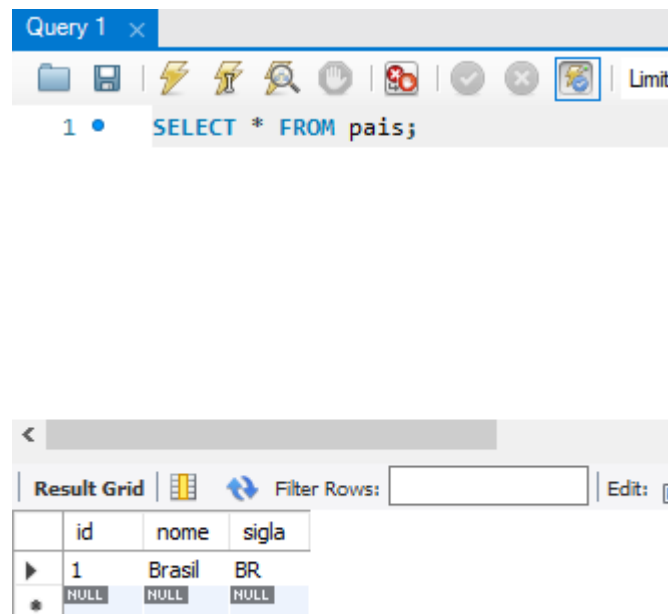 Query 1
Limit
1 SELECT * FROM pais;
Result Grid Filter Rows: Edit:
id nome sigla
1 Brasil BR
NULL NULL NULL